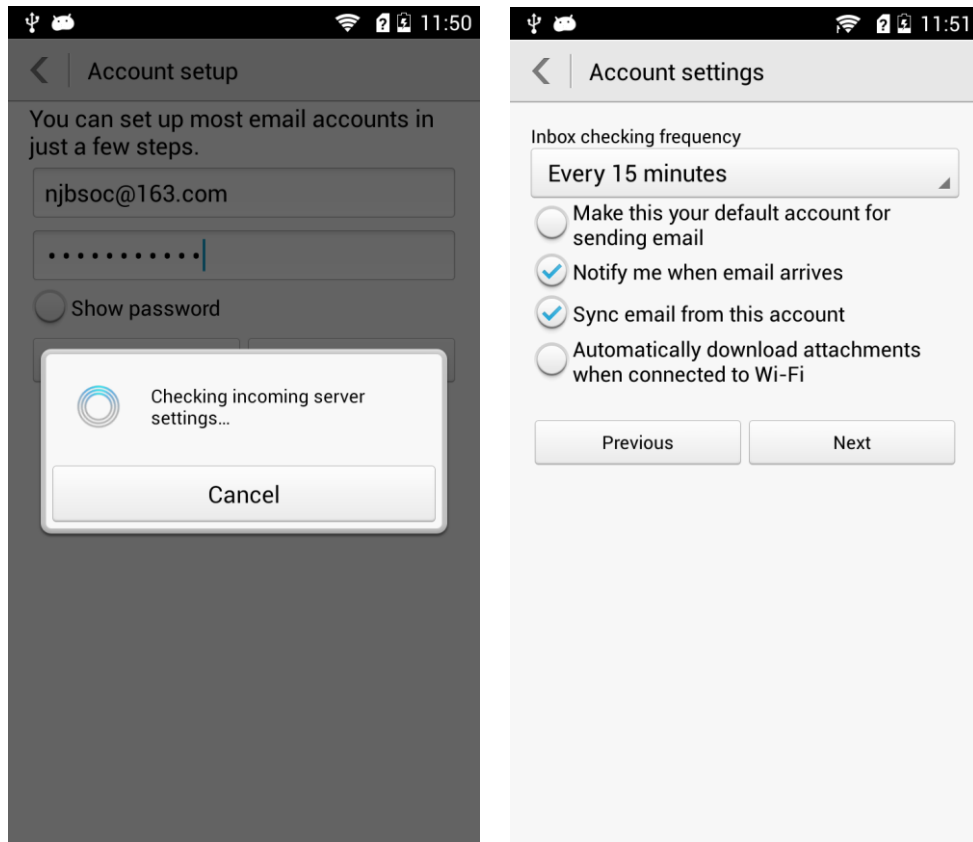 11:50
Account setup
You can set up most email accounts in
just a few steps.
njbsoc@163.com
•••••••••••
Show password
Checking incoming server
settings...
Cancel
11:51
Account settings
Inbox checking frequency
Every 15 minutes
Make this your default account for
sending email
Notify me when email arrives
Sync email from this account
Automatically download attachments
when connected to Wi-Fi
Previous
Next